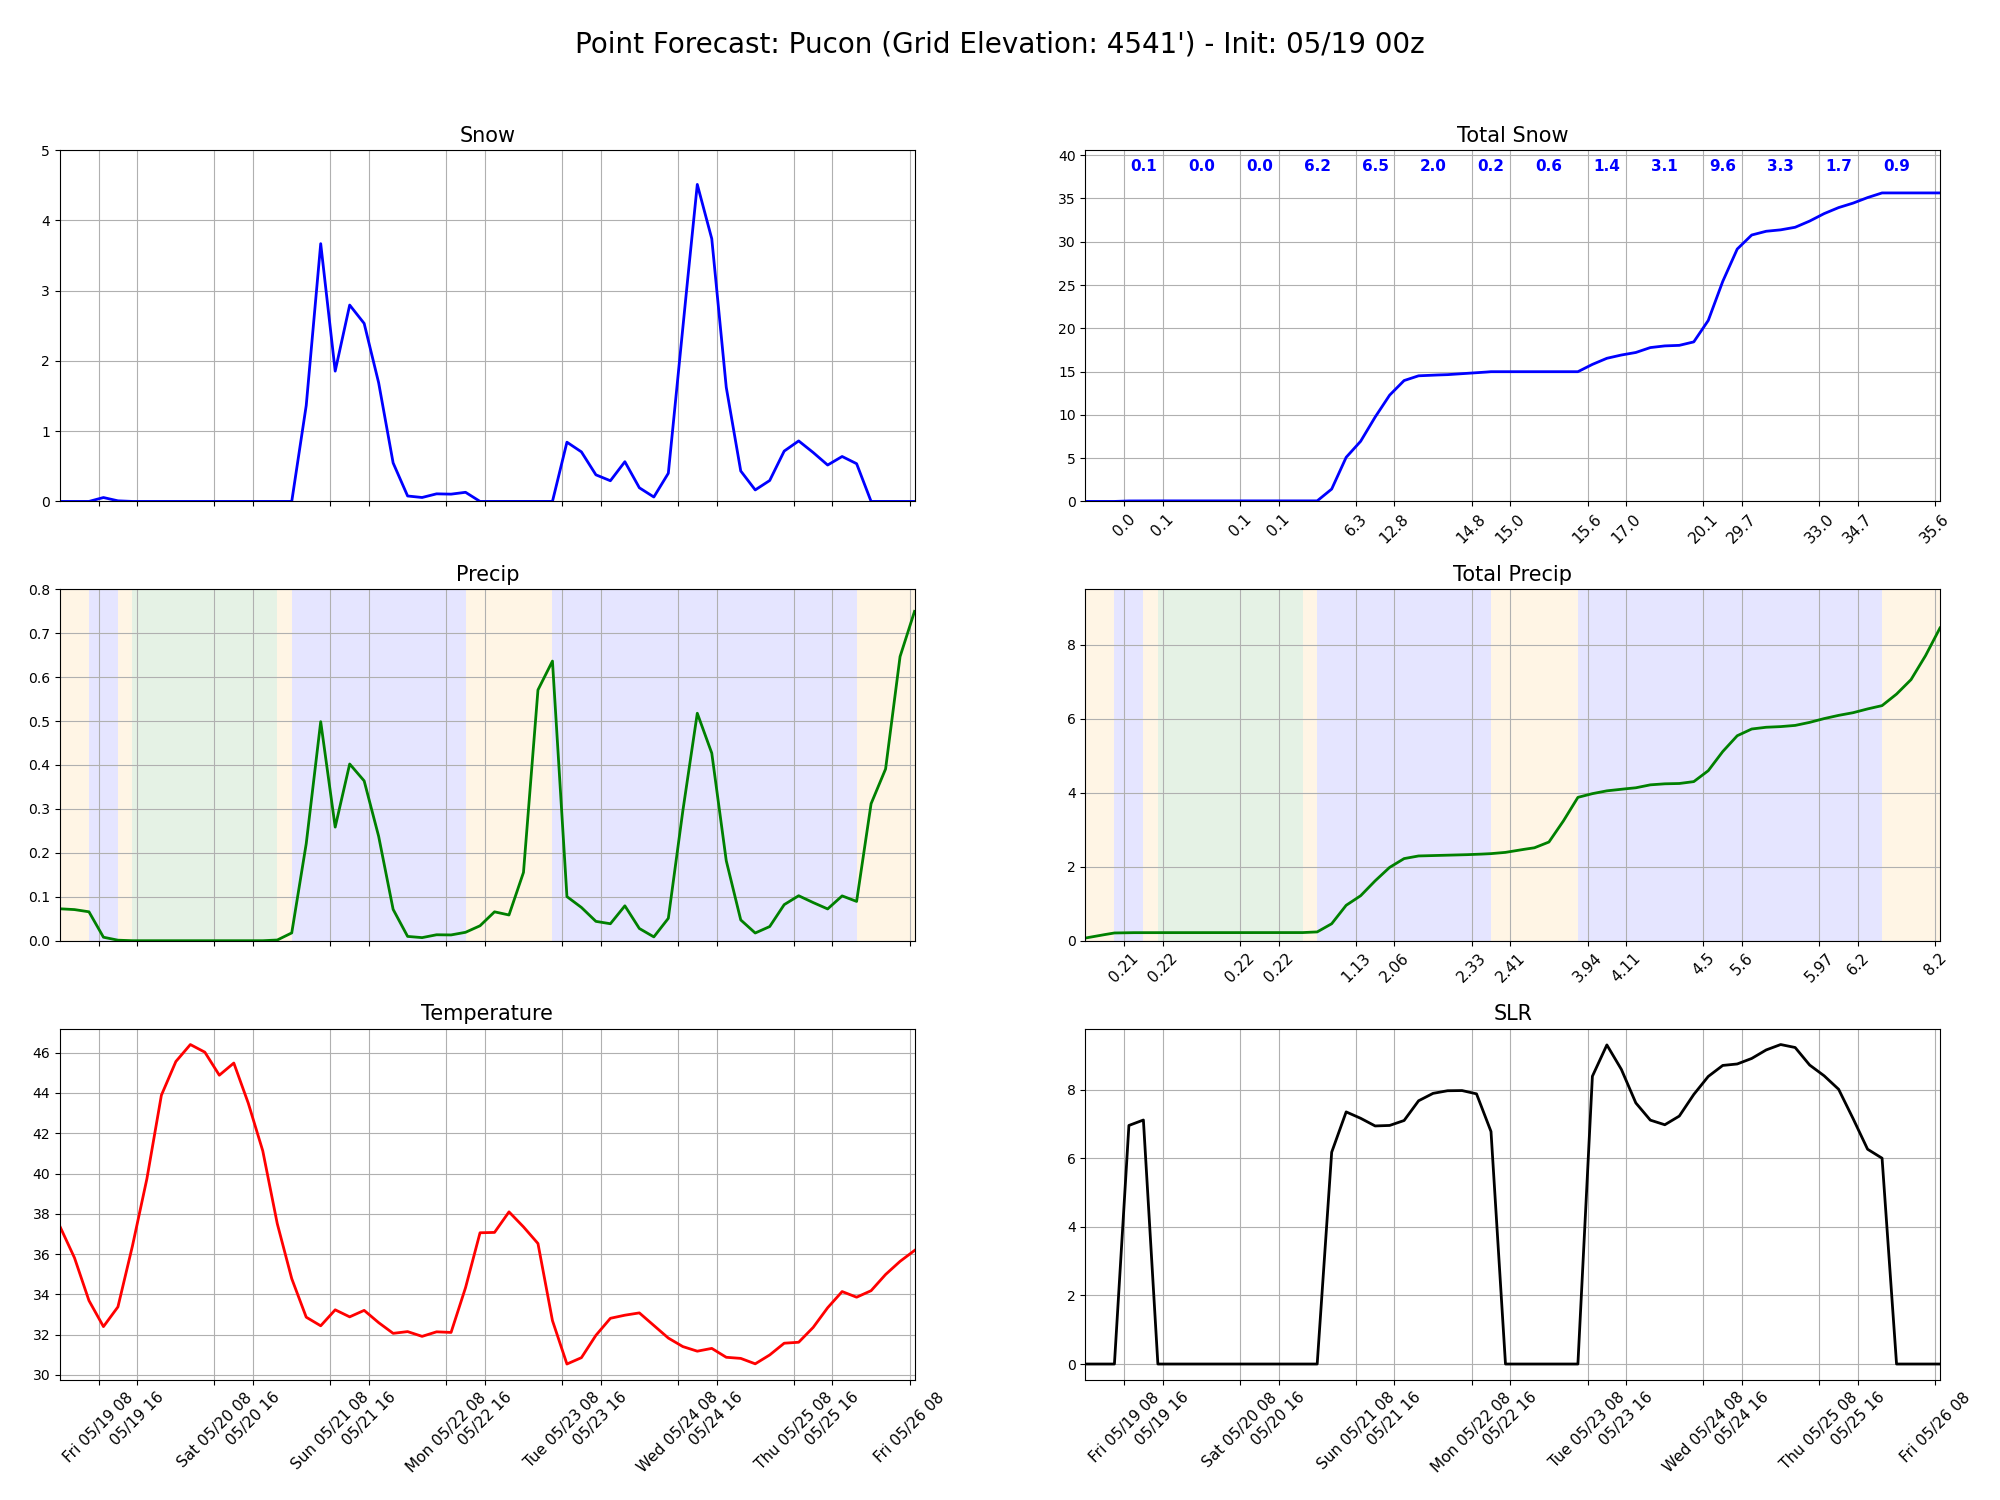 Point Forecast: Pucon (Grid Elevation: 4541') - Init: 05/19 00z
Snow
5
4
3
2
1
0
Total Snow
0.1 0.0 0.0 6.2 6.5 2.0 0.2 0.6 1.4 3.1 9.6 3.3 1.7 0.9
40
35
30
25
20
15
10
5
0
0.0 0.1 0.1 0.1 6.3 12.8 14.8 15.0 15.6 17.0 20.1 29.7 33.0 34.7 35.6
Precip
0.8
0.7
0.6
0.5
0.4
0.3
0.2
0.1
0.0
Total Precip
8
6
4
2
0
0.21 0.22 0.22 0.22 1.13 2.06 2.33 2.41 3.94 4.11 4.5 5.6 5.97 6.2 8.2
Temperature
46
44
42
40
38
36
34
32
30
Fri 05/19 08
05/19 16
Sat 05/20 08
05/20 16
Sun 05/21 08
05/21 16
Mon 05/22 08
05/22 16
Tue 05/23 08
05/23 16
Wed 05/24 08
05/24 16
Thu 05/25 08
05/25 16
Fri 05/26 08
SLR
8
6
4
2
0
Fri 05/19 08
05/19 16
Sat 05/20 08
05/20 16
Sun 05/21 08
05/21 16
Mon 05/22 08
05/22 16
Tue 05/23 08
05/23 16
Wed 05/24 08
05/24 16
Thu 05/25 08
05/25 16
Fri 05/26 08